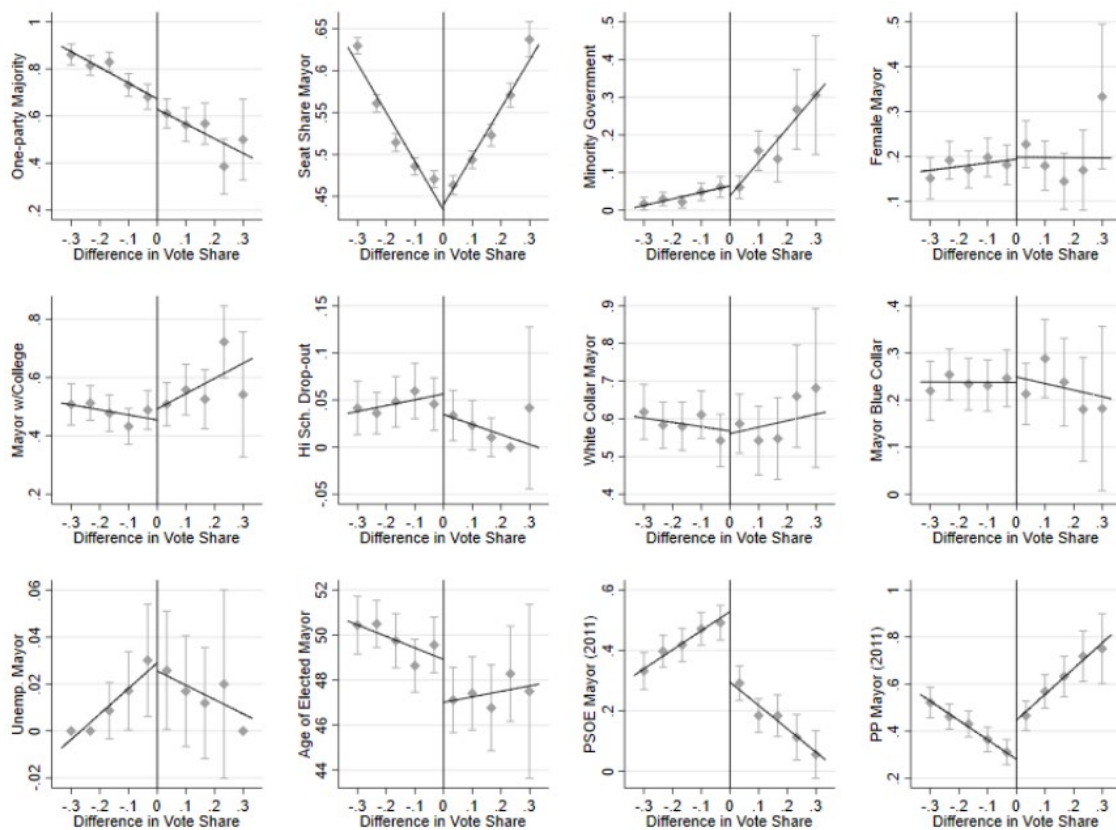 One-party Majority
1
.8
.6
.4
.2
-.3 -.2 -.1 0 .1 .2 .3
Difference in Vote Share
Seat Share Mayor
.65
.6
.55
.5
.45
-.3 -.2 -.1 0 .1 .2 .3
Difference in Vote Share
Minority Government
.5
.4
.3
.2
.1
0
-.3 -.2 -.1 0 .1 .2 .3
Difference in Vote Share
Female Mayor
.5
.4
.3
.2
.1
-.3 -.2 -.1 0 .1 .2 .3
Difference in Vote Share
Mayor w/College
.8
.6
.4
.2
-.3 -.2 -.1 0 .1 .2 .3
Difference in Vote Share
Hi Sch. Drop-out
.15
.1
.05
0
-.05
-.3 -.2 -.1 0 .1 .2 .3
Difference in Vote Share
White Collar Mayor
.9
.8
.7
.6
.5
.4
-.3 -.2 -.1 0 .1 .2 .3
Difference in Vote Share
Mayor Blue Collar
.4
.3
.2
.1
0
-.3 -.2 -.1 0 .1 .2 .3
Difference in Vote Share
Unemp. Mayor
.06
.04
.02
0
-.02
-.3 -.2 -.1 0 .1 .2 .3
Difference in Vote Share
Age of Elected Mayor
52
50
48
46
44
-.3 -.2 -.1 0 .1 .2 .3
Difference in Vote Share
PSOE Mayor (2011)
.6
.4
.2
0
-.3 -.2 -.1 0 .1 .2 .3
Difference in Vote Share
PP Mayor (2011)
1
.8
.6
.4
.2
-.3 -.2 -.1 0 .1 .2 .3
Difference in Vote Share